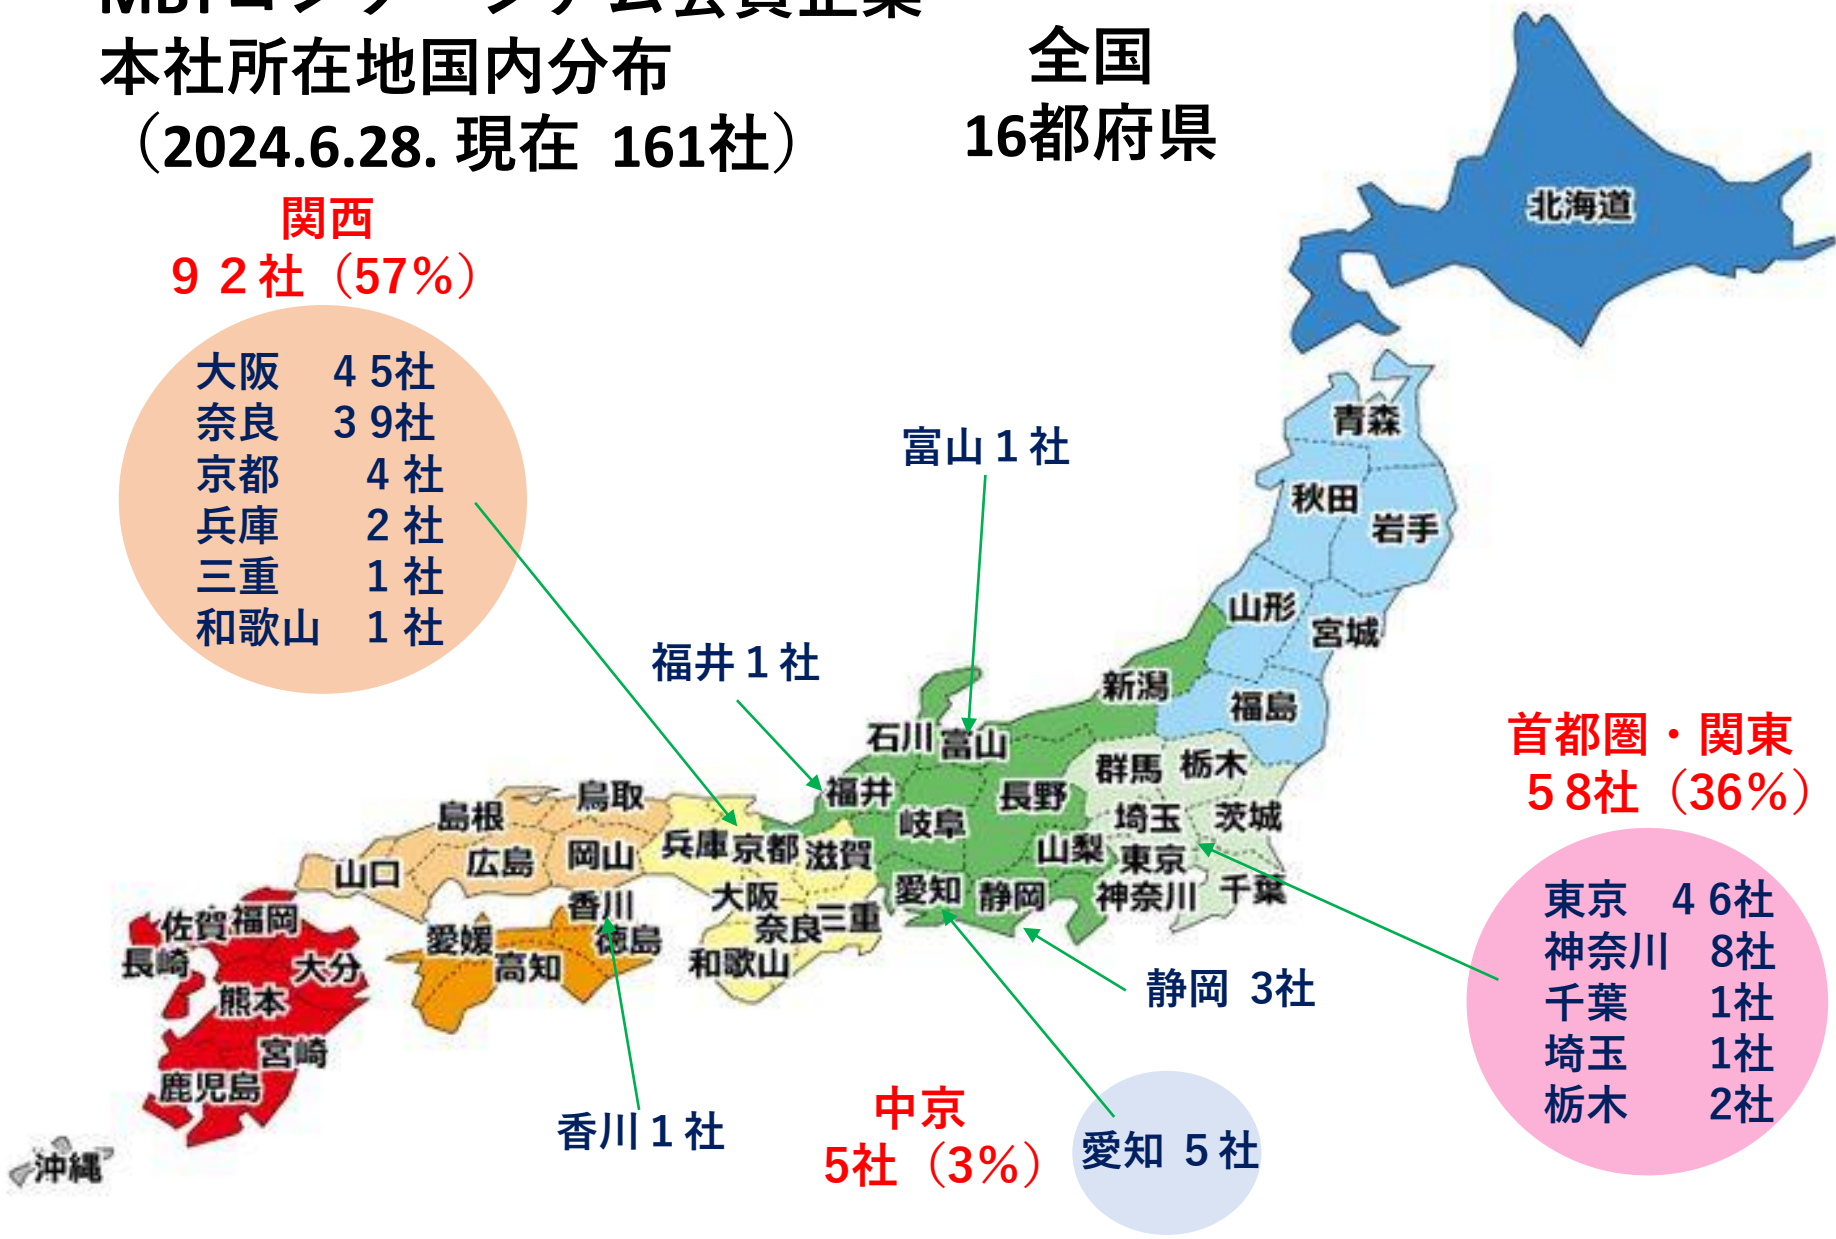 本社所在地国内分布
（2024.6.28. 現在 161社）
全国
16都府県
関西
９２社（57%）
大阪 ４5社
奈良 ３9社
京都 ４社
兵庫 ２社
三重 １社
和歌山 １社
富山１社
福井１社
北海道
青森
秋田
岩手
山形
宮城
新潟
福島
石川
富山
群馬
栃木
福井
長野
岐阜
埼玉
茨城
鳥取
島根
兵庫
京都
滋賀
山梨
東京
山口
広島
岡山
愛知
静岡
神奈川
千葉
大阪
香川
奈良
三重
佐賀
福岡
愛媛
徳島
長崎
大分
高知
和歌山
熊本
宮崎
鹿児島
沖縄
首都圏・関東
５8社（36%）
東京 ４6社
神奈川 8社
千葉 1社
埼玉 1社
栃木 2社
静岡 3社
香川１社
中京
5社（3%）
愛知 ５社